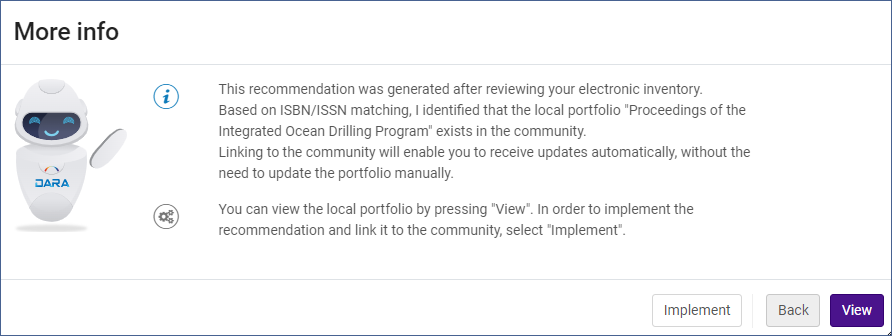 More info
This recommendation was generated after reviewing your electronic inventory.
Based on ISBN/ISSN matching, I identified that the local portfolio "Proceedings of the
Integrated Ocean Drilling Program" exists in the community.
Linking to the community will enable you to receive updates automatically, without the
need to update the portfolio manually.
DARA
You can view the local portfolio by pressing "View". In order to implement the
recommendation and link it to the community, select "Implement".
Implement Back View